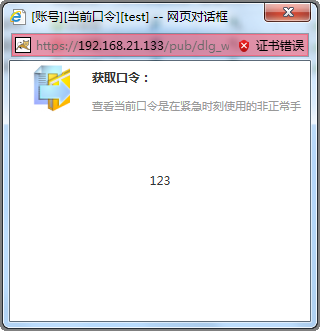 [账号][当前口令][test] -- 网页对话框
https://192.168.21.133/pub/dlg_w 证书错误
获取口令：
查看当前口令是在紧急时刻使用的非正常手
123